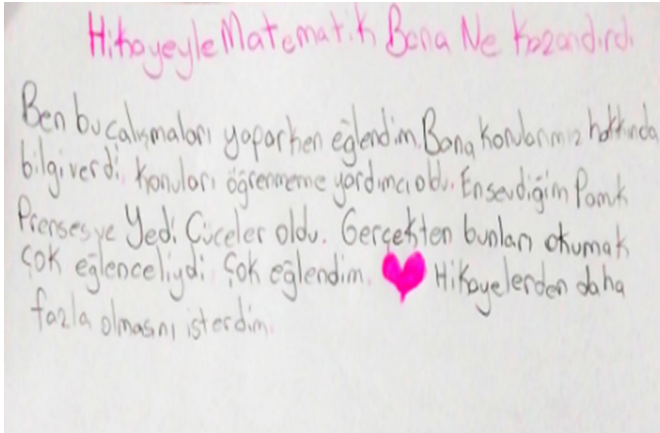 Hikayeyle Matematik Bana Ne Kazandırdı
Ben bu çalışmaları yaparken eğlendim. Bana konularımız hakkında
bilgi verdi. Konuları öğrenmeme yardımcı oldu. En sevdiğim Pamuk
Prenses ve Yedi Cüceler oldu. Gerçekten bunları okumak
çok eğlenceliydi. Çok eğlendim. Hikayelerden daha
fazla olmasını isterdim.